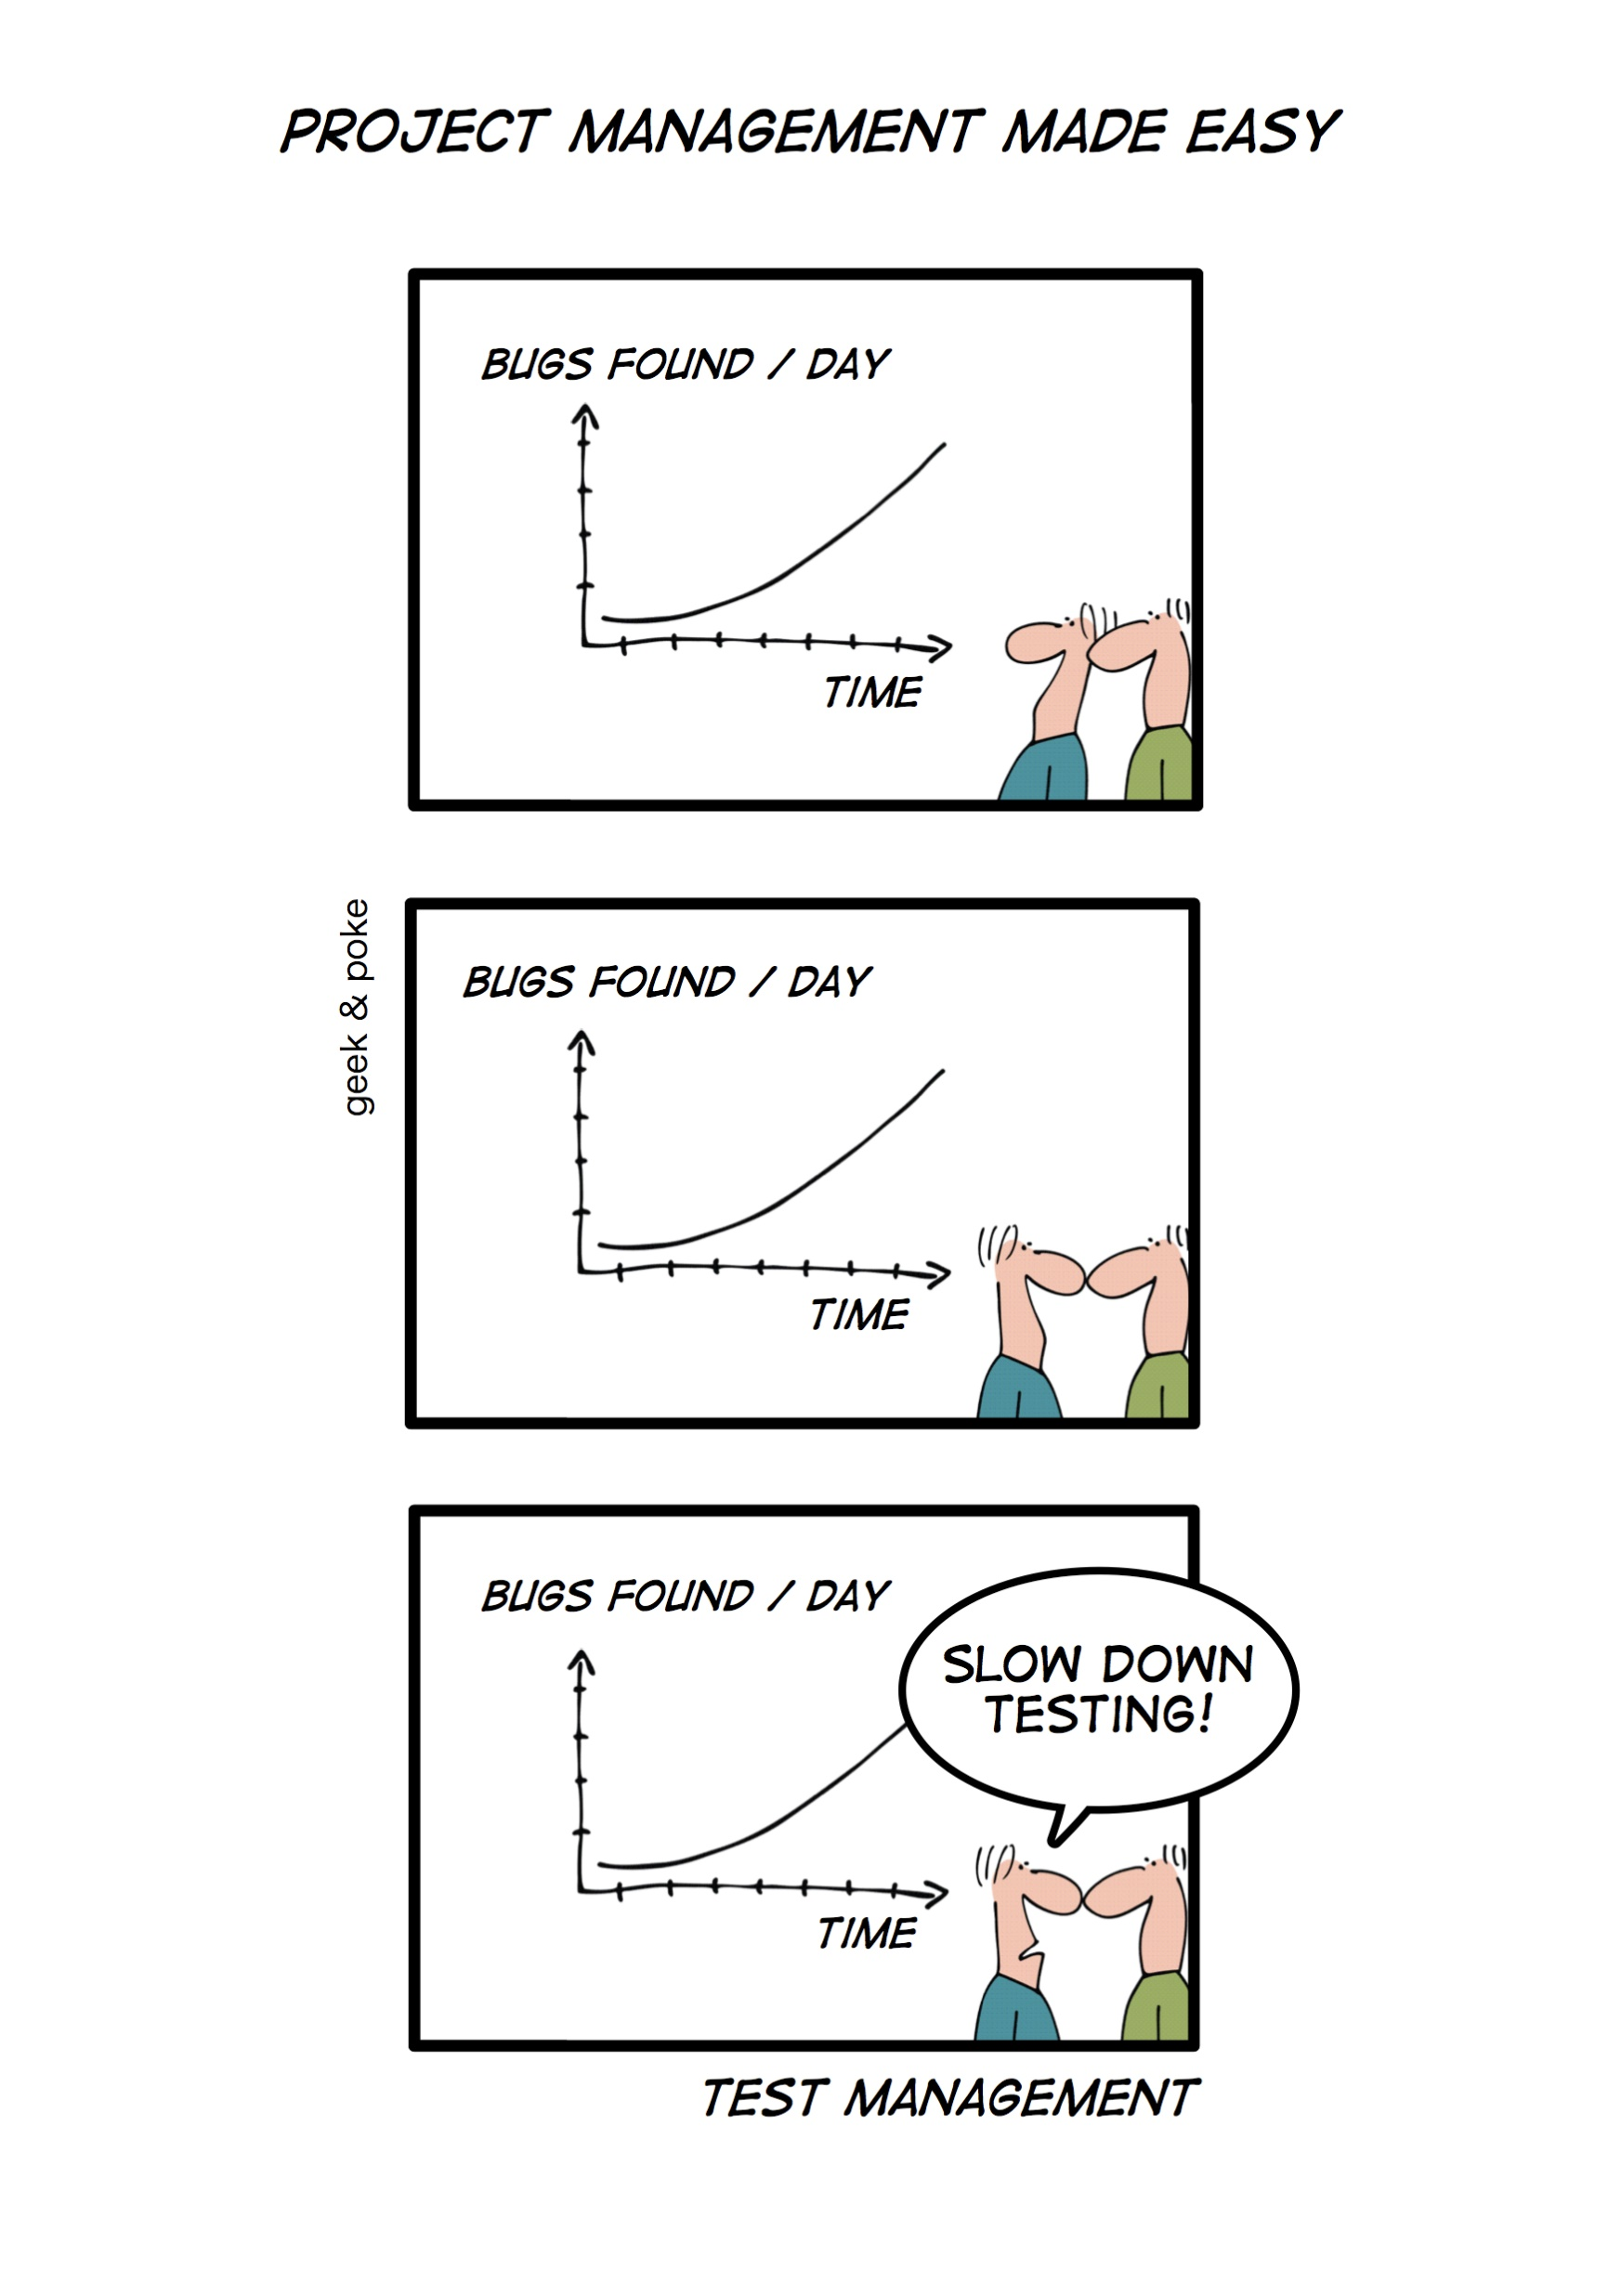 PROJECT MANAGEMENT MADE EASY
BUGS FOUND / DAY
TIME
geek & poke
BUGS FOUND / DAY
TIME
BUGS FOUND / DAY
SLOW DOWN
TESTING!
TIME
TEST MANAGEMENT